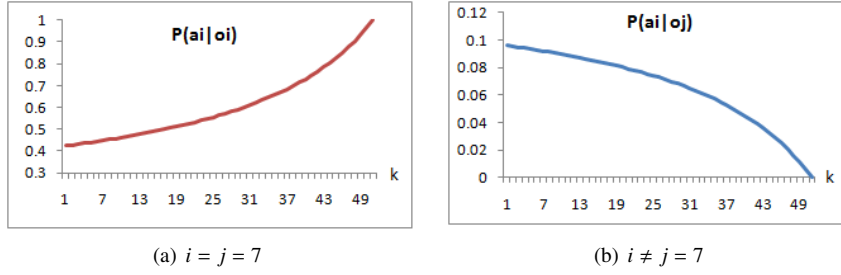 P(ai|oi)
1
0.9
0.8
0.7
0.6
0.5
0.4
0.3
1 7 13 19 25 31 37 43 49
k
(a) i = j = 7
P(ai|oj)
0.12
0.1
0.08
0.06
0.04
0.02
0
1 7 13 19 25 31 37 43 49
k
(b) i ≠ j = 7